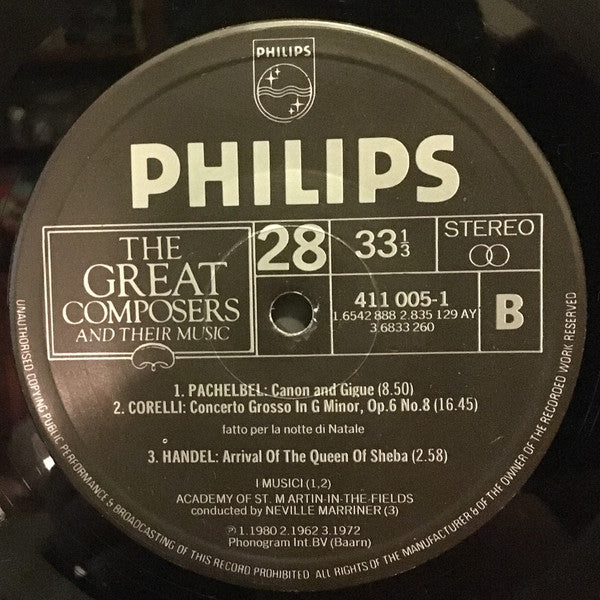 PHILIPS
PHILIPS
THE
GREAT
COMPOSERS
AND THEIR MUSIC
28
33 1/3
STEREO
411 005-1
1.6542 888 2.835 129 AY
3.6833 260
B
1. PACHELBEL: Canon and Gigue (8.50)
2. CORELLI: Concerto Grosso In G Minor, Op.6 No.8 (16.45)
fatto per la notte di Natale
3. HANDEL: Arrival Of The Queen Of Sheba (2.58)
I MUSICI (1,2)
ACADEMY OF ST. MARTIN-IN-THE-FIELDS
conducted by NEVILLE MARRINER (3)
℗ 1.1980 2.1962 3.1972
Phonogram Int.BV (Baarn)
UNAUTHORISED COPYING PUBLIC PERFORMANCE & BROADCASTING OF THIS RECORD PROHIBITED ALL RIGHTS OF THE MANUFACTURER & OF THE OWNER OF THE RECORDED WORK RESERVED